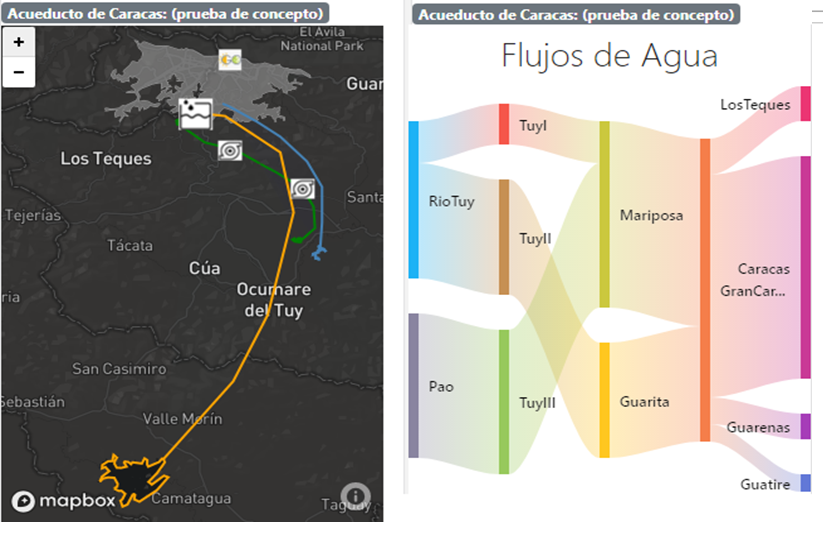 Acueducto de Caracas: (prueba de concepto)
+
−
El Ávila
National Park
Guar
Los Teques
Santa
Tejerías
Tácata
Cúa
ria
Ocumare
del Tuy
San Casimiro
Sebastián
Valle Morín
mapbox
Camatagua
Taguay
i
Acueducto de Caracas: (prueba de concepto)
Flujos de Agua
LosTeques
TuyI
RíoTuy
Mariposa
TuyII
Caracas
GranCar...
Pao
TuyIII
Guarita
Guarenas
Guatire